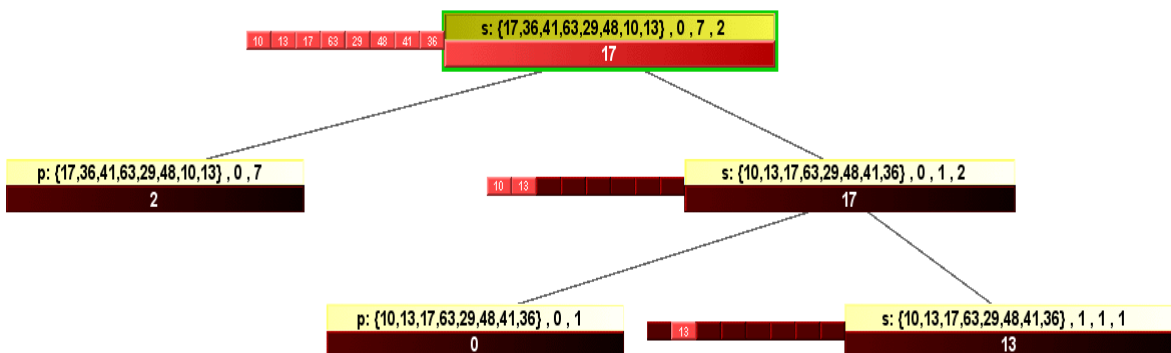 s: {17,36,41,63,29,48,10,13} , 0 , 7 , 2
10 13 17 63 29 48 41 36
17
p: {17,36,41,63,29,48,10,13} , 0 , 7
2
s: {10,13,17,63,29,48,41,36} , 0 , 1 , 2
10 13
17
p: {10,13,17,63,29,48,41,36} , 0 , 1
0
s: {10,13,17,63,29,48,41,36} , 1 , 1 , 1
13
13